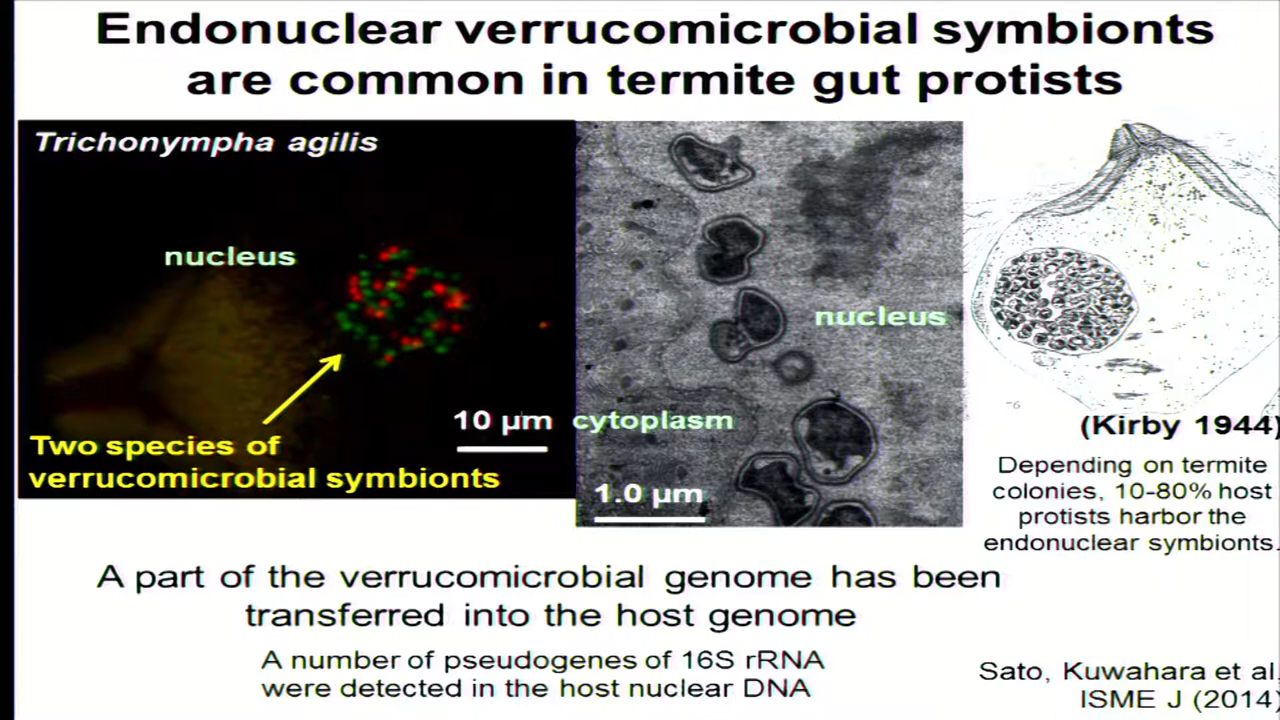 Endonuclear verrucomicrobial symbionts
are common in termite gut protists
Trichonympha agilis
nucleus
Two species of
verrucomicrobial symbionts
10 µm
cytoplasm
nucleus
1.0 µm
(Kirby 1944)
Depending on termite
colonies, 10-80% host
protists harbor the
endonuclear symbionts.
A part of the verrucomicrobial genome has been
transferred into the host genome
A number of pseudogenes of 16S rRNA
were detected in the host nuclear DNA
Sato, Kuwahara et al,
ISME J (2014)